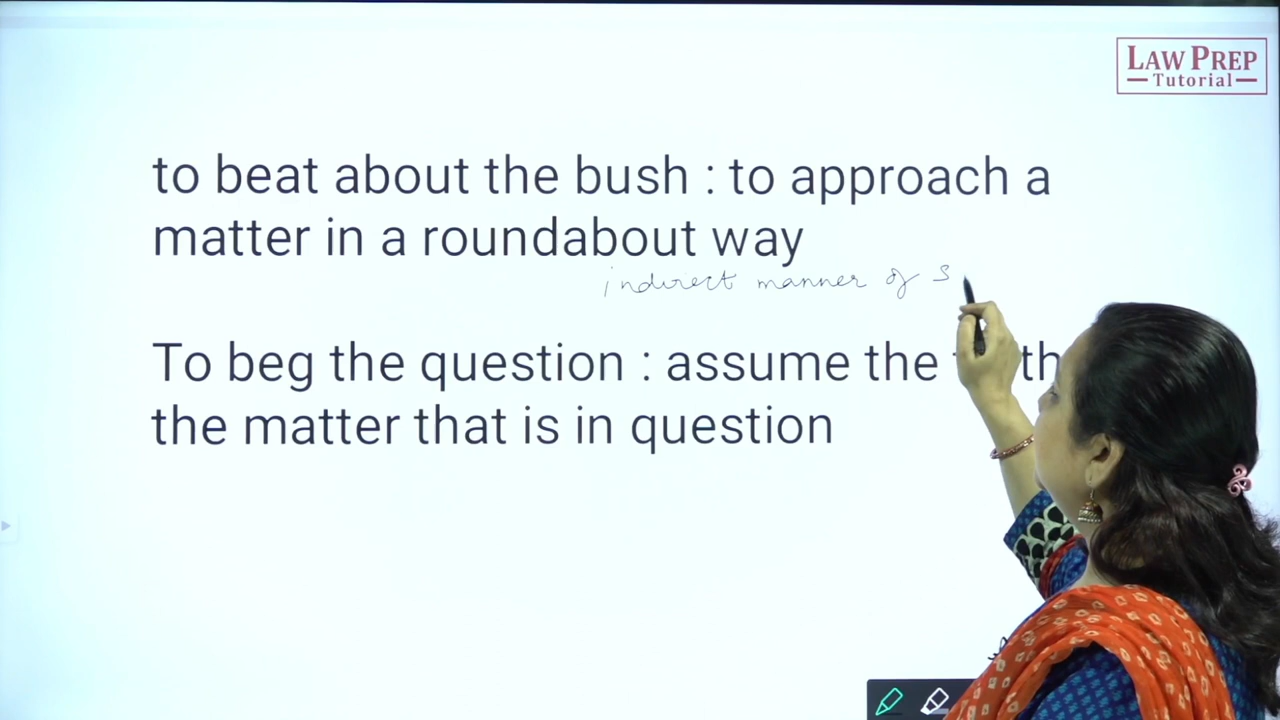 LAW PREP
Tutorial
to beat about the bush : to approach a
matter in a roundabout way
indirect manner of s
To beg the question : assume the
the matter that is in question